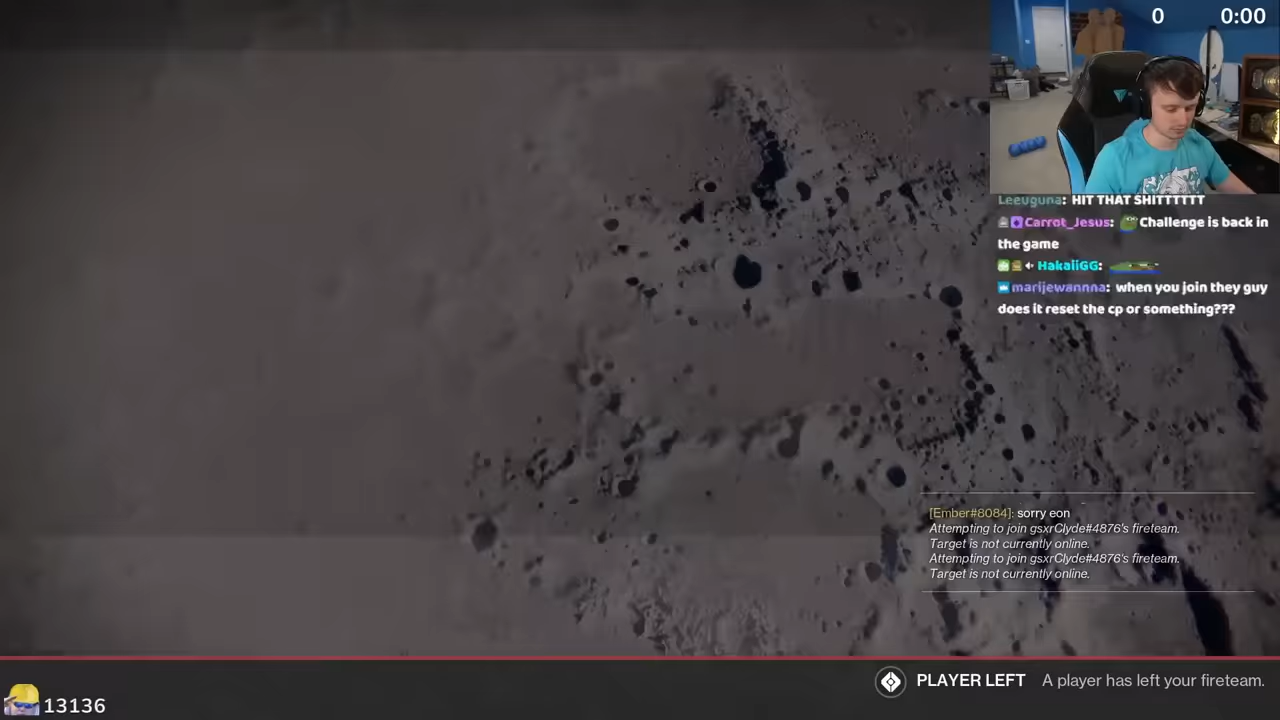 0 0:00
Leeuguna: HIT THAT SHITTTTTT
Carrot_Jesus: Challenge is back in
the game
HakaiiGG:
marijewannna: when you join they guy
does it reset the cp or something???
[Ember#8084]: sorry eon
Attempting to join gsxrClyde#4876's fireteam.
Target is not currently online.
Attempting to join gsxrClyde#4876's fireteam.
Target is not currently online.
PLAYER LEFT A player has left your fireteam.
13136